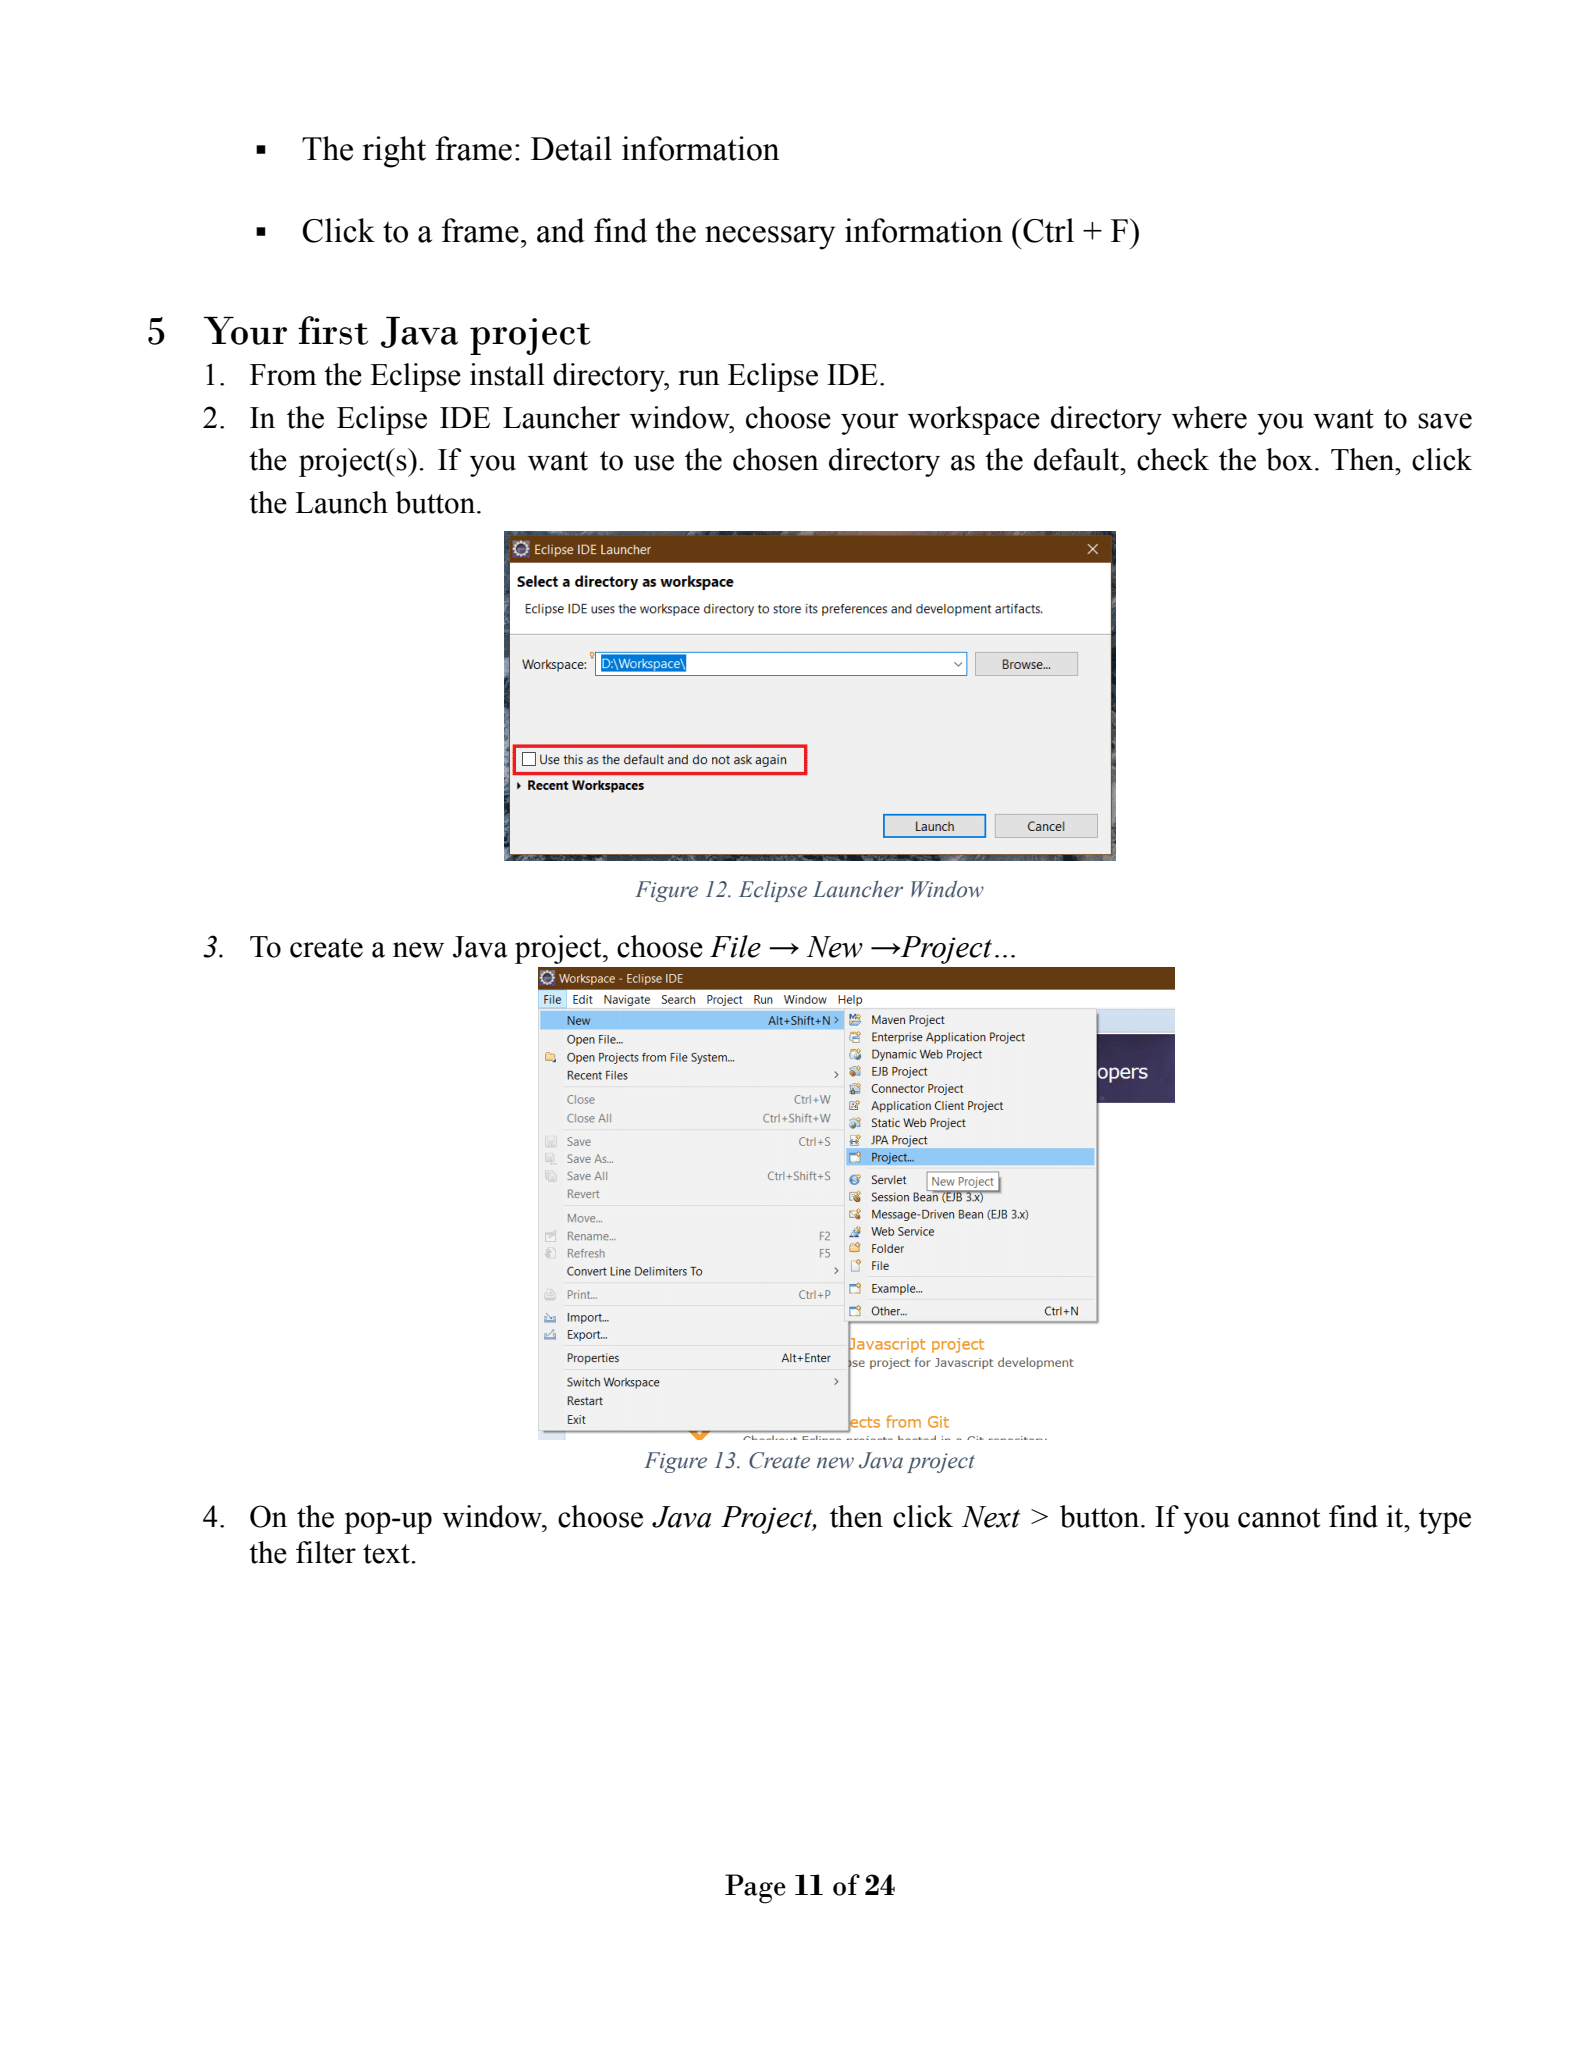 ▪ The right frame: Detail information
▪ Click to a frame, and find the necessary information (Ctrl + F)
5 Your first Java project
1. From the Eclipse install directory, run Eclipse IDE.
2. In the Eclipse IDE Launcher window, choose your workspace directory where you want to save
the project(s). If you want to use the chosen directory as the default, check the box. Then, click
the Launch button.
Eclipse IDE Launcher
Select a directory as workspace
Eclipse IDE uses the workspace directory to store its preferences and development artifacts.
Workspace: D:\Workspace\ Browse...
Use this as the default and do not ask again
Recent Workspaces
Launch Cancel
Figure 12. Eclipse Launcher Window
3. To create a new Java project, choose File → New →Project…
Workspace - Eclipse IDE
File Edit Navigate Search Project Run Window Help
New Alt+Shift+N >
Open File...
Open Projects from File System...
Recent Files >
Close Ctrl+W
Close All Ctrl+Shift+W
Save Ctrl+S
Save As...
Save All Ctrl+Shift+S
Revert
Move...
Rename... F2
Refresh F5
Convert Line Delimiters To >
Print... Ctrl+P
Import...
Export...
Properties Alt+Enter
Switch Workspace >
Restart
Exit
Maven Project
Enterprise Application Project
Dynamic Web Project
EJB Project
Connector Project
Application Client Project
Static Web Project
JPA Project
Project...
Servlet
New Project
Session Bean (EJB 3.x)
Message-Driven Bean (EJB 3.x)
Web Service
Folder
File
Example...
Other... Ctrl+N
opers
Javascript project
ose project for Javascript development
ects from Git
Checkout Eclipse projects hosted in a Git repository
Figure 13. Create new Java project
4. On the pop-up window, choose Java Project, then click Next > button. If you cannot find it, type
the filter text.
Page 11 of 24